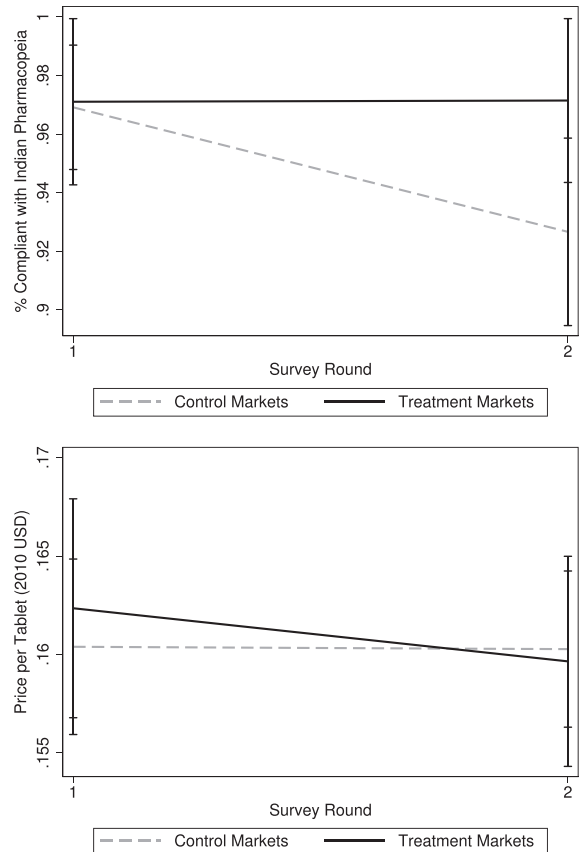 % Compliant with Indian Pharmacopeia
1
.98
.96
.94
.92
.9
1 2
Survey Round
Control Markets Treatment Markets
Price per Tablet (2010 USD)
.17
.165
.16
.155
1 2
Survey Round
Control Markets Treatment Markets